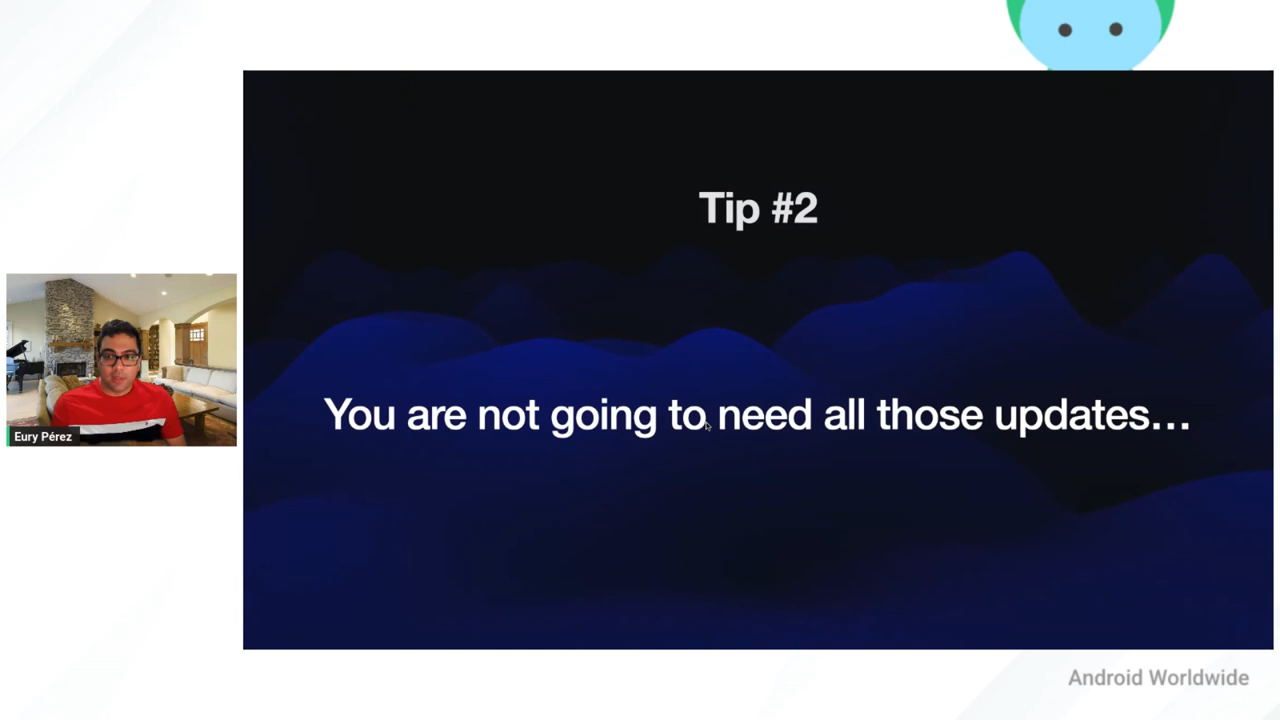 Tip #2
You are not going to need all those updates…
Eury Pérez
Android Worldwide